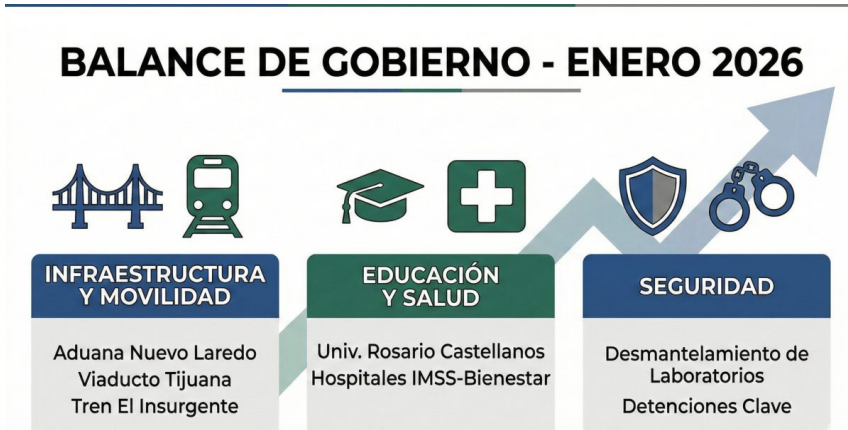 BALANCE DE GOBIERNO - ENERO 2026
INFRAESTRUCTURA
Y MOVILIDAD
Aduana Nuevo Laredo
Viaducto Tijuana
Tren El Insurgente
EDUCACIÓN
Y SALUD
Univ. Rosario Castellanos
Hospitales IMSS-Bienestar
SEGURIDAD
Desmantelamiento de
Laboratorios
Detenciones Clave